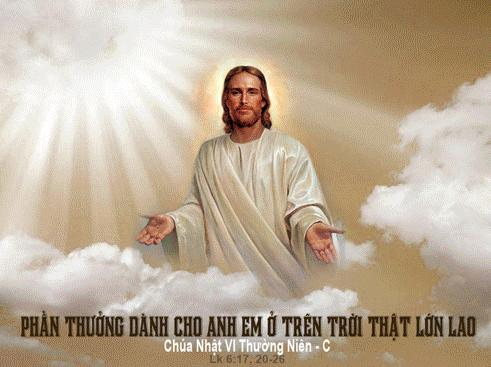 PHẦN THƯỞNG DÀNH CHO ANH EM Ở TRÊN TRỜI THẬT LỚN LAO
Chúa Nhật VI Thường Niên - C
Lk 6:17, 20-26